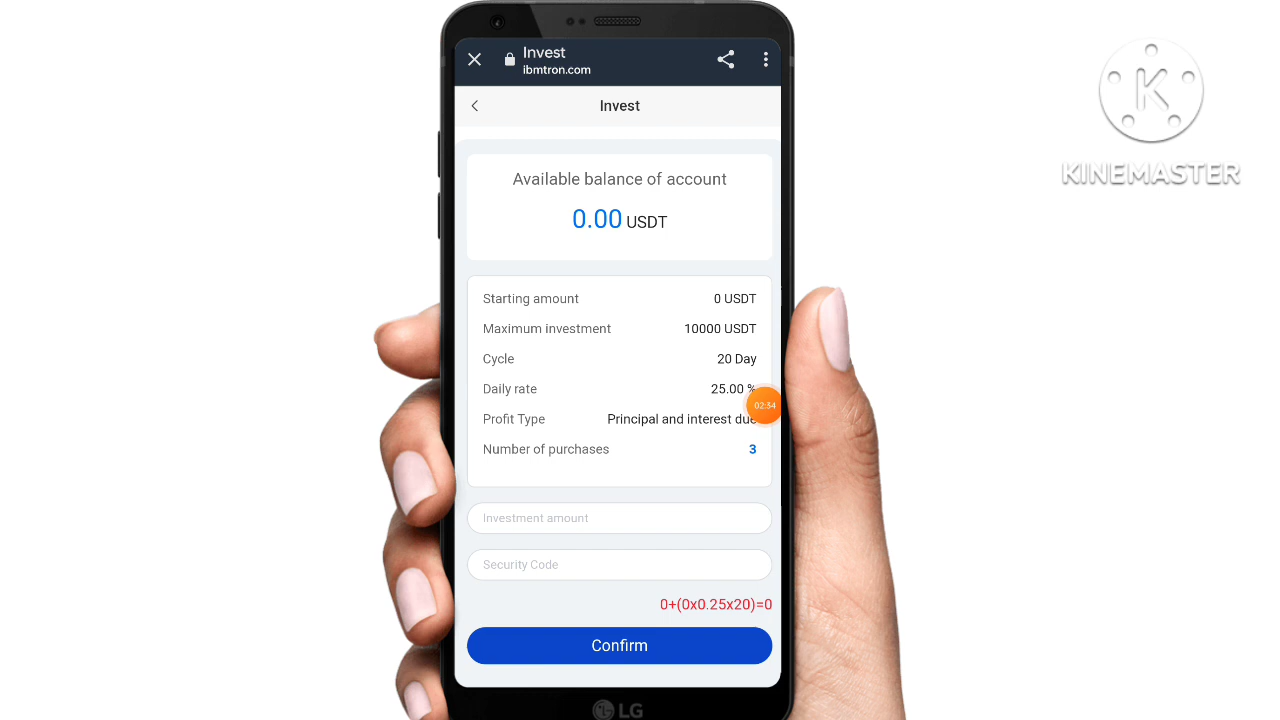 Invest
ibmtron.com
Invest
Available balance of account
0.00 USDT
Starting amount 0 USDT
Maximum investment 10000 USDT
Cycle 20 Day
Daily rate 25.00 %
Profit Type Principal and interest due
Number of purchases 3
Investment amount
Security Code
0+(0x0.25x20)=0
Confirm
LG
02:34
K
KINEMASTER